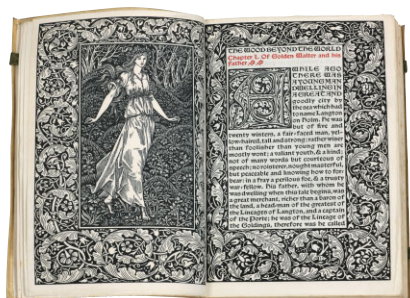 THE WOOD BEYOND THE WORLD
Chapter I. Of Golden Walter and his
father
WHILE AGO
THERE WAS
A YOUNG MAN
DWELLING IN
A GREAT AND
goodly city by
the sea which had
to name Langton
on Holm. He was
but of five and
twenty winters, a fair-faced man, yel-
low-haired, tall and strong; rather wiser
than foolisher than young men are
mostly wont; a valiant youth, & a kind;
not of many words but courteous of
speech; no roisterer, nought masterful,
but peaceable and knowing how to for-
bear: in a fray a perilous foe, & a trusty
war-fellow. His father, with whom he
was dwelling when this tale begins, was
a great merchant, richer than a baron of
the land, a head-man of the greatest of
the Lineages of Langton, and a captain
of the Porte; he was of the Lineage of
the Goldings, therefore was he called